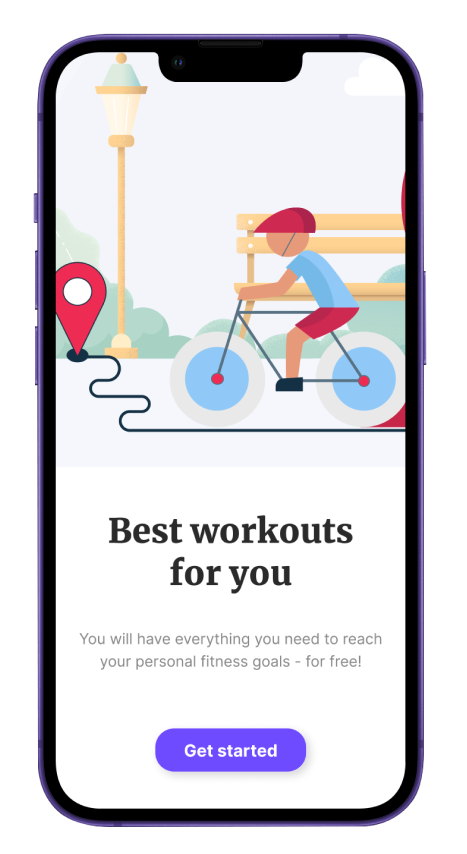 Best workouts
for you
You will have everything you need to reach
your personal fitness goals - for free!
Get started